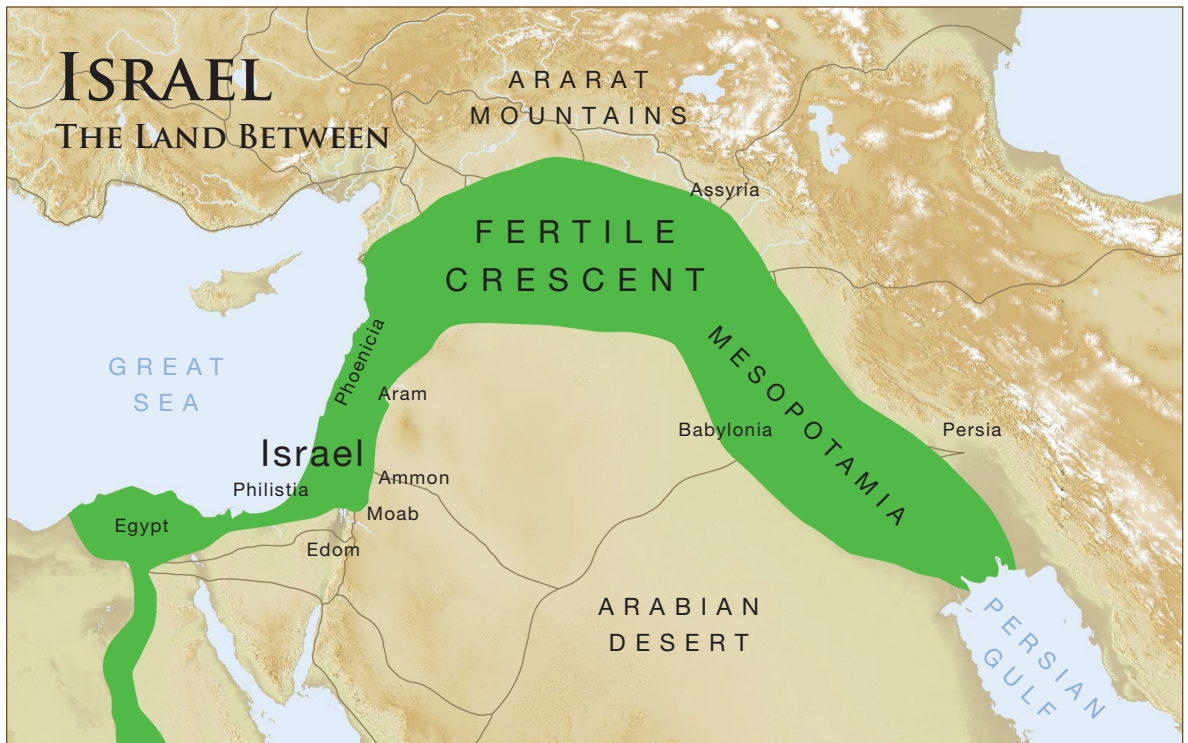 ISRAEL
THE LAND BETWEEN
ARARAT
MOUNTAINS
Assyria
FERTILE
CRESCENT
MESOPOTAMIA
Phoenicia
GREAT
SEA
Aram
Babylonia
Persia
Israel
Ammon
Philistia
Moab
Egypt
Edom
ARABIAN
DESERT
PERSIAN
GULF